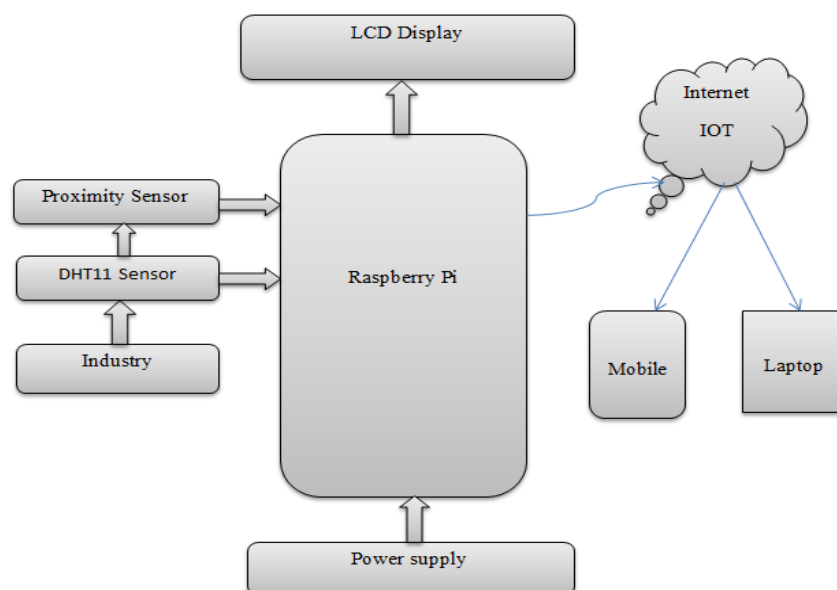 LCD Display
Internet
IOT
Proximity Sensor
DHT11 Sensor
Raspberry Pi
Industry
Mobile
Laptop
Power supply